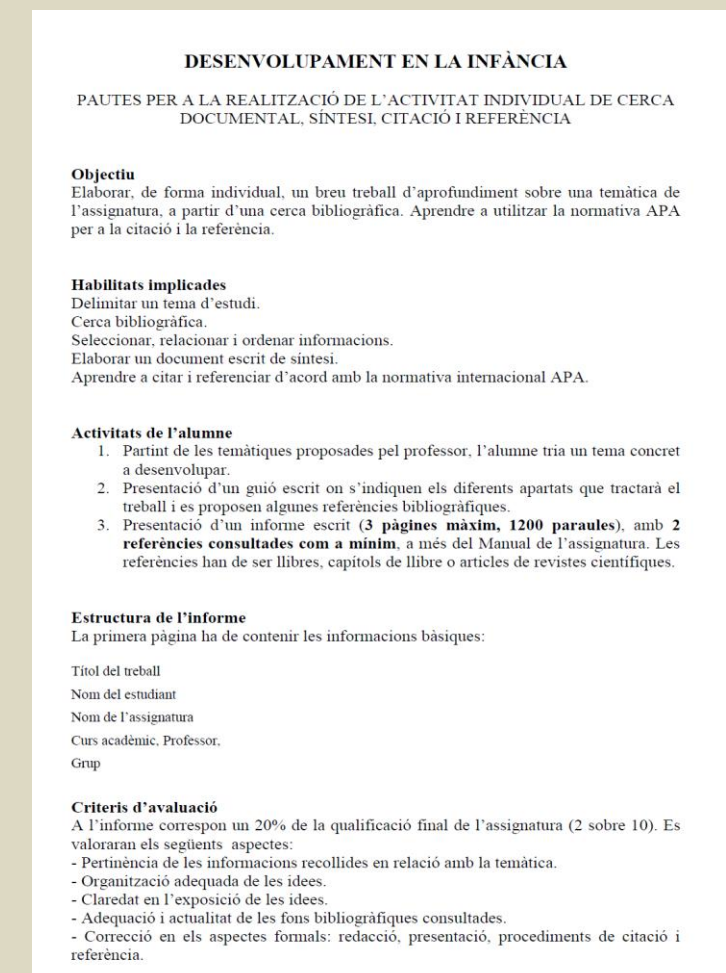 DESENVOLUPAMENT EN LA INFÀNCIA
PAUTES PER A LA REALITZACIÓ DE L’ACTIVITAT INDIVIDUAL DE CERCA
DOCUMENTAL, SÍNTESI, CITACIÓ I REFERÈNCIA
Objectiu
Elaborar, de forma individual, un breu treball d’aprofundiment sobre una temàtica de
l’assignatura, a partir d’una cerca bibliogràfica. Aprendre a utilitzar la normativa APA
per a la citació i la referència.
Habilitats implicades
Delimitar un tema d’estudi.
Cerca bibliogràfica.
Seleccionar, relacionar i ordenar informacions.
Elaborar un document escrit de síntesi.
Aprendre a citar i referenciar d’acord amb la normativa internacional APA.
Activitats de l’alumne
1. Partint de les temàtiques proposades pel professor, l’alumne tria un tema concret
a desenvolupar.
2. Presentació d’un guió escrit on s’indiquen els diferents apartats que tractarà el
treball i es proposen algunes referències bibliogràfiques.
3. Presentació d’un informe escrit (3 pàgines màxim, 1200 paraules), amb 2
referències consultades com a mínim, a més del Manual de l’assignatura. Les
referències han de ser llibres, capítols de llibre o articles de revistes científiques.
Estructura de l’informe
La primera pàgina ha de contenir les informacions bàsiques:
Títol del treball
Nom del estudiant
Nom de l’assignatura
Curs acadèmic, Professor,
Grup
Criteris d’avaluació
A l’informe correspon un 20% de la qualificació final de l’assignatura (2 sobre 10). Es
valoraran els següents aspectes:
- Pertinència de les informacions recollides en relació amb la temàtica.
- Organització adequada de les idees.
- Claredat en l’exposició de les idees.
- Adequació i actualitat de les fons bibliogràfiques consultades.
- Correcció en els aspectes formals: redacció, presentació, procediments de citació i
referència.